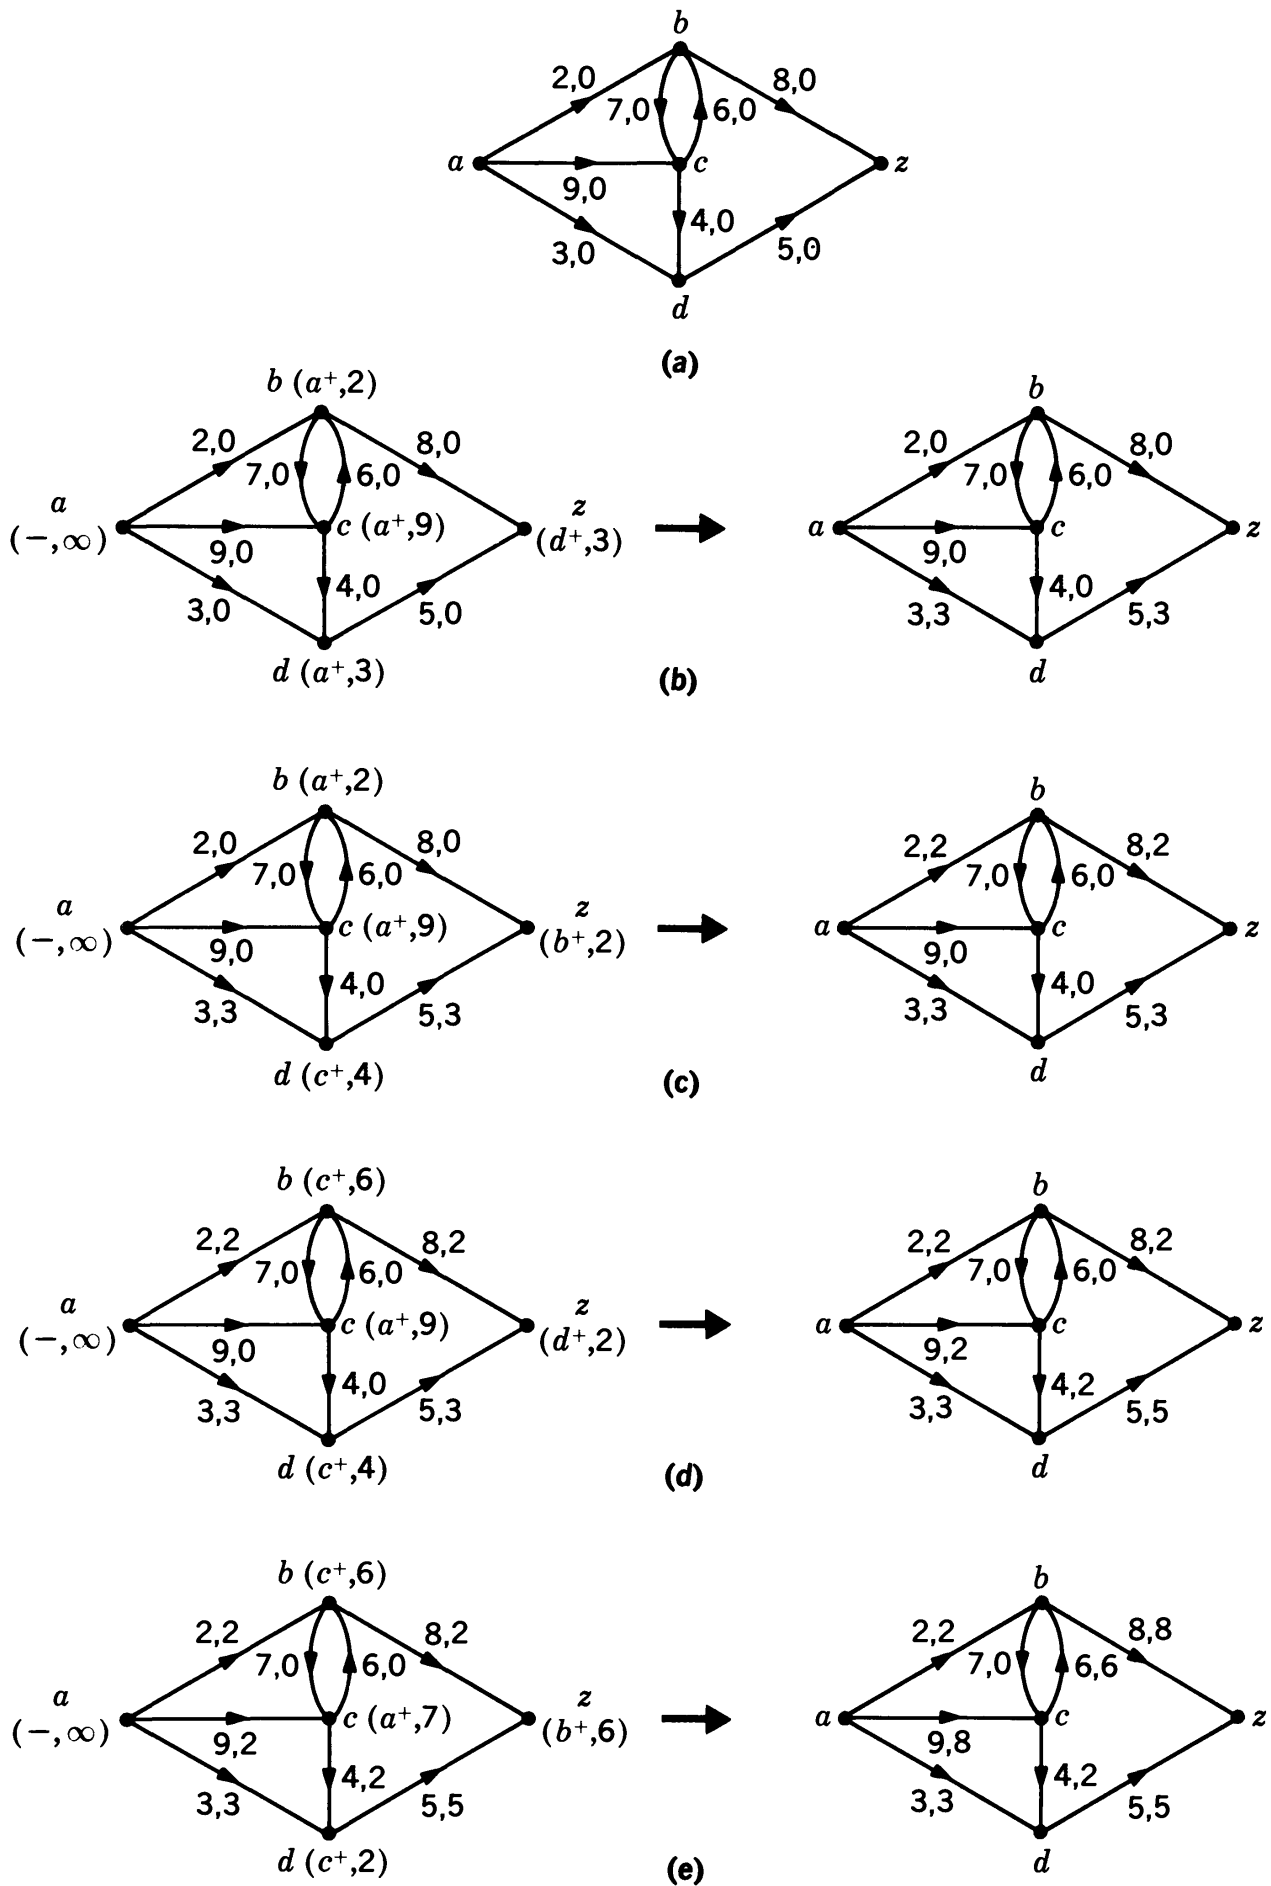 b
2,0 8,0
7,0 6,0
a c z
9,0
4,0
3,0 5,0
d
(a)
b (a⁺,2) b
2,0 8,0 2,0 8,0
7,0 6,0 7,0 6,0
a z
(−,∞) c (a⁺,9) (d⁺,3) a c z
9,0 9,0
4,0 4,0
3,0 5,0 3,3 5,3
d (a⁺,3) d
(b)
b (a⁺,2) b
2,0 8,0 2,2 8,2
7,0 6,0 7,0 6,0
a z
(−,∞) c (a⁺,9) (b⁺,2) a c z
9,0 9,0
4,0 4,0
3,3 5,3 3,3 5,3
d (c⁺,4) d
(c)
b (c⁺,6) b
2,2 8,2 2,2 8,2
7,0 6,0 7,0 6,0
a z
(−,∞) c (a⁺,9) (d⁺,2) a c z
9,0 9,2
4,0 4,2
3,3 5,3 3,3 5,5
d (c⁺,4) d
(d)
b (c⁺,6) b
2,2 8,2 2,2 8,8
7,0 6,0 7,0 6,6
a z
(−,∞) c (a⁺,7) (b⁺,6) a c z
9,2 9,8
4,2 4,2
3,3 5,5 3,3 5,5
d (c⁺,2) d
(e)